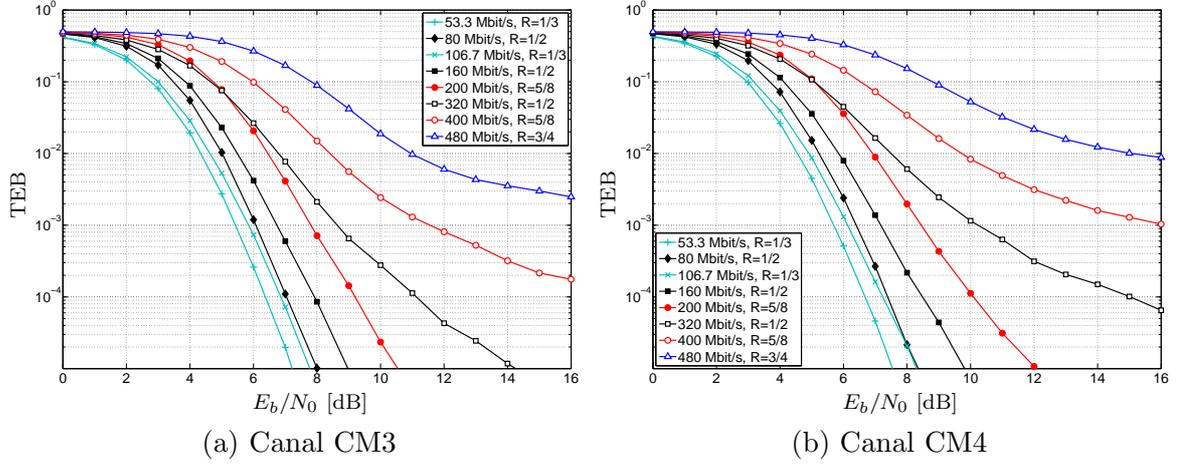 10^0
10^-1
10^-2
10^-3
10^-4
TEB
0 2 4 6 8 10 12 14 16
E_b/N_0 [dB]
53.3 Mbit/s, R=1/3
80 Mbit/s, R=1/2
106.7 Mbit/s, R=1/3
160 Mbit/s, R=1/2
200 Mbit/s, R=5/8
320 Mbit/s, R=1/2
400 Mbit/s, R=5/8
480 Mbit/s, R=3/4
(a) Canal CM3
10^0
10^-1
10^-2
10^-3
10^-4
TEB
53.3 Mbit/s, R=1/3
80 Mbit/s, R=1/2
106.7 Mbit/s, R=1/3
160 Mbit/s, R=1/2
200 Mbit/s, R=5/8
320 Mbit/s, R=1/2
400 Mbit/s, R=5/8
480 Mbit/s, R=3/4
0 2 4 6 8 10 12 14 16
E_b/N_0 [dB]
(b) Canal CM4